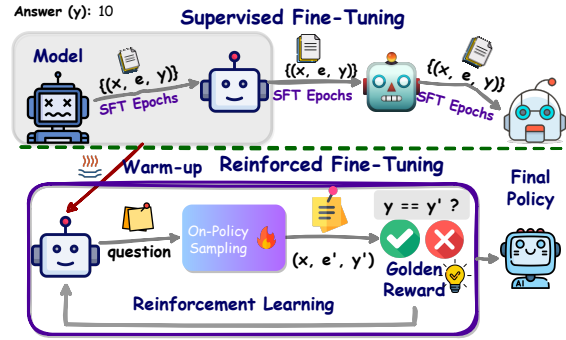 Answer (y): 10
Supervised Fine-Tuning
Model
{(x, e, y)}
SFT Epochs
{(x, e, y)}
SFT Epochs
{(x, e, y)}
SFT Epochs
Warm-up
Reinforced Fine-Tuning
Final
Policy
question
On-Policy
Sampling
(x, e', y')
y == y' ?
Golden
Reward
Reinforcement Learning
AI